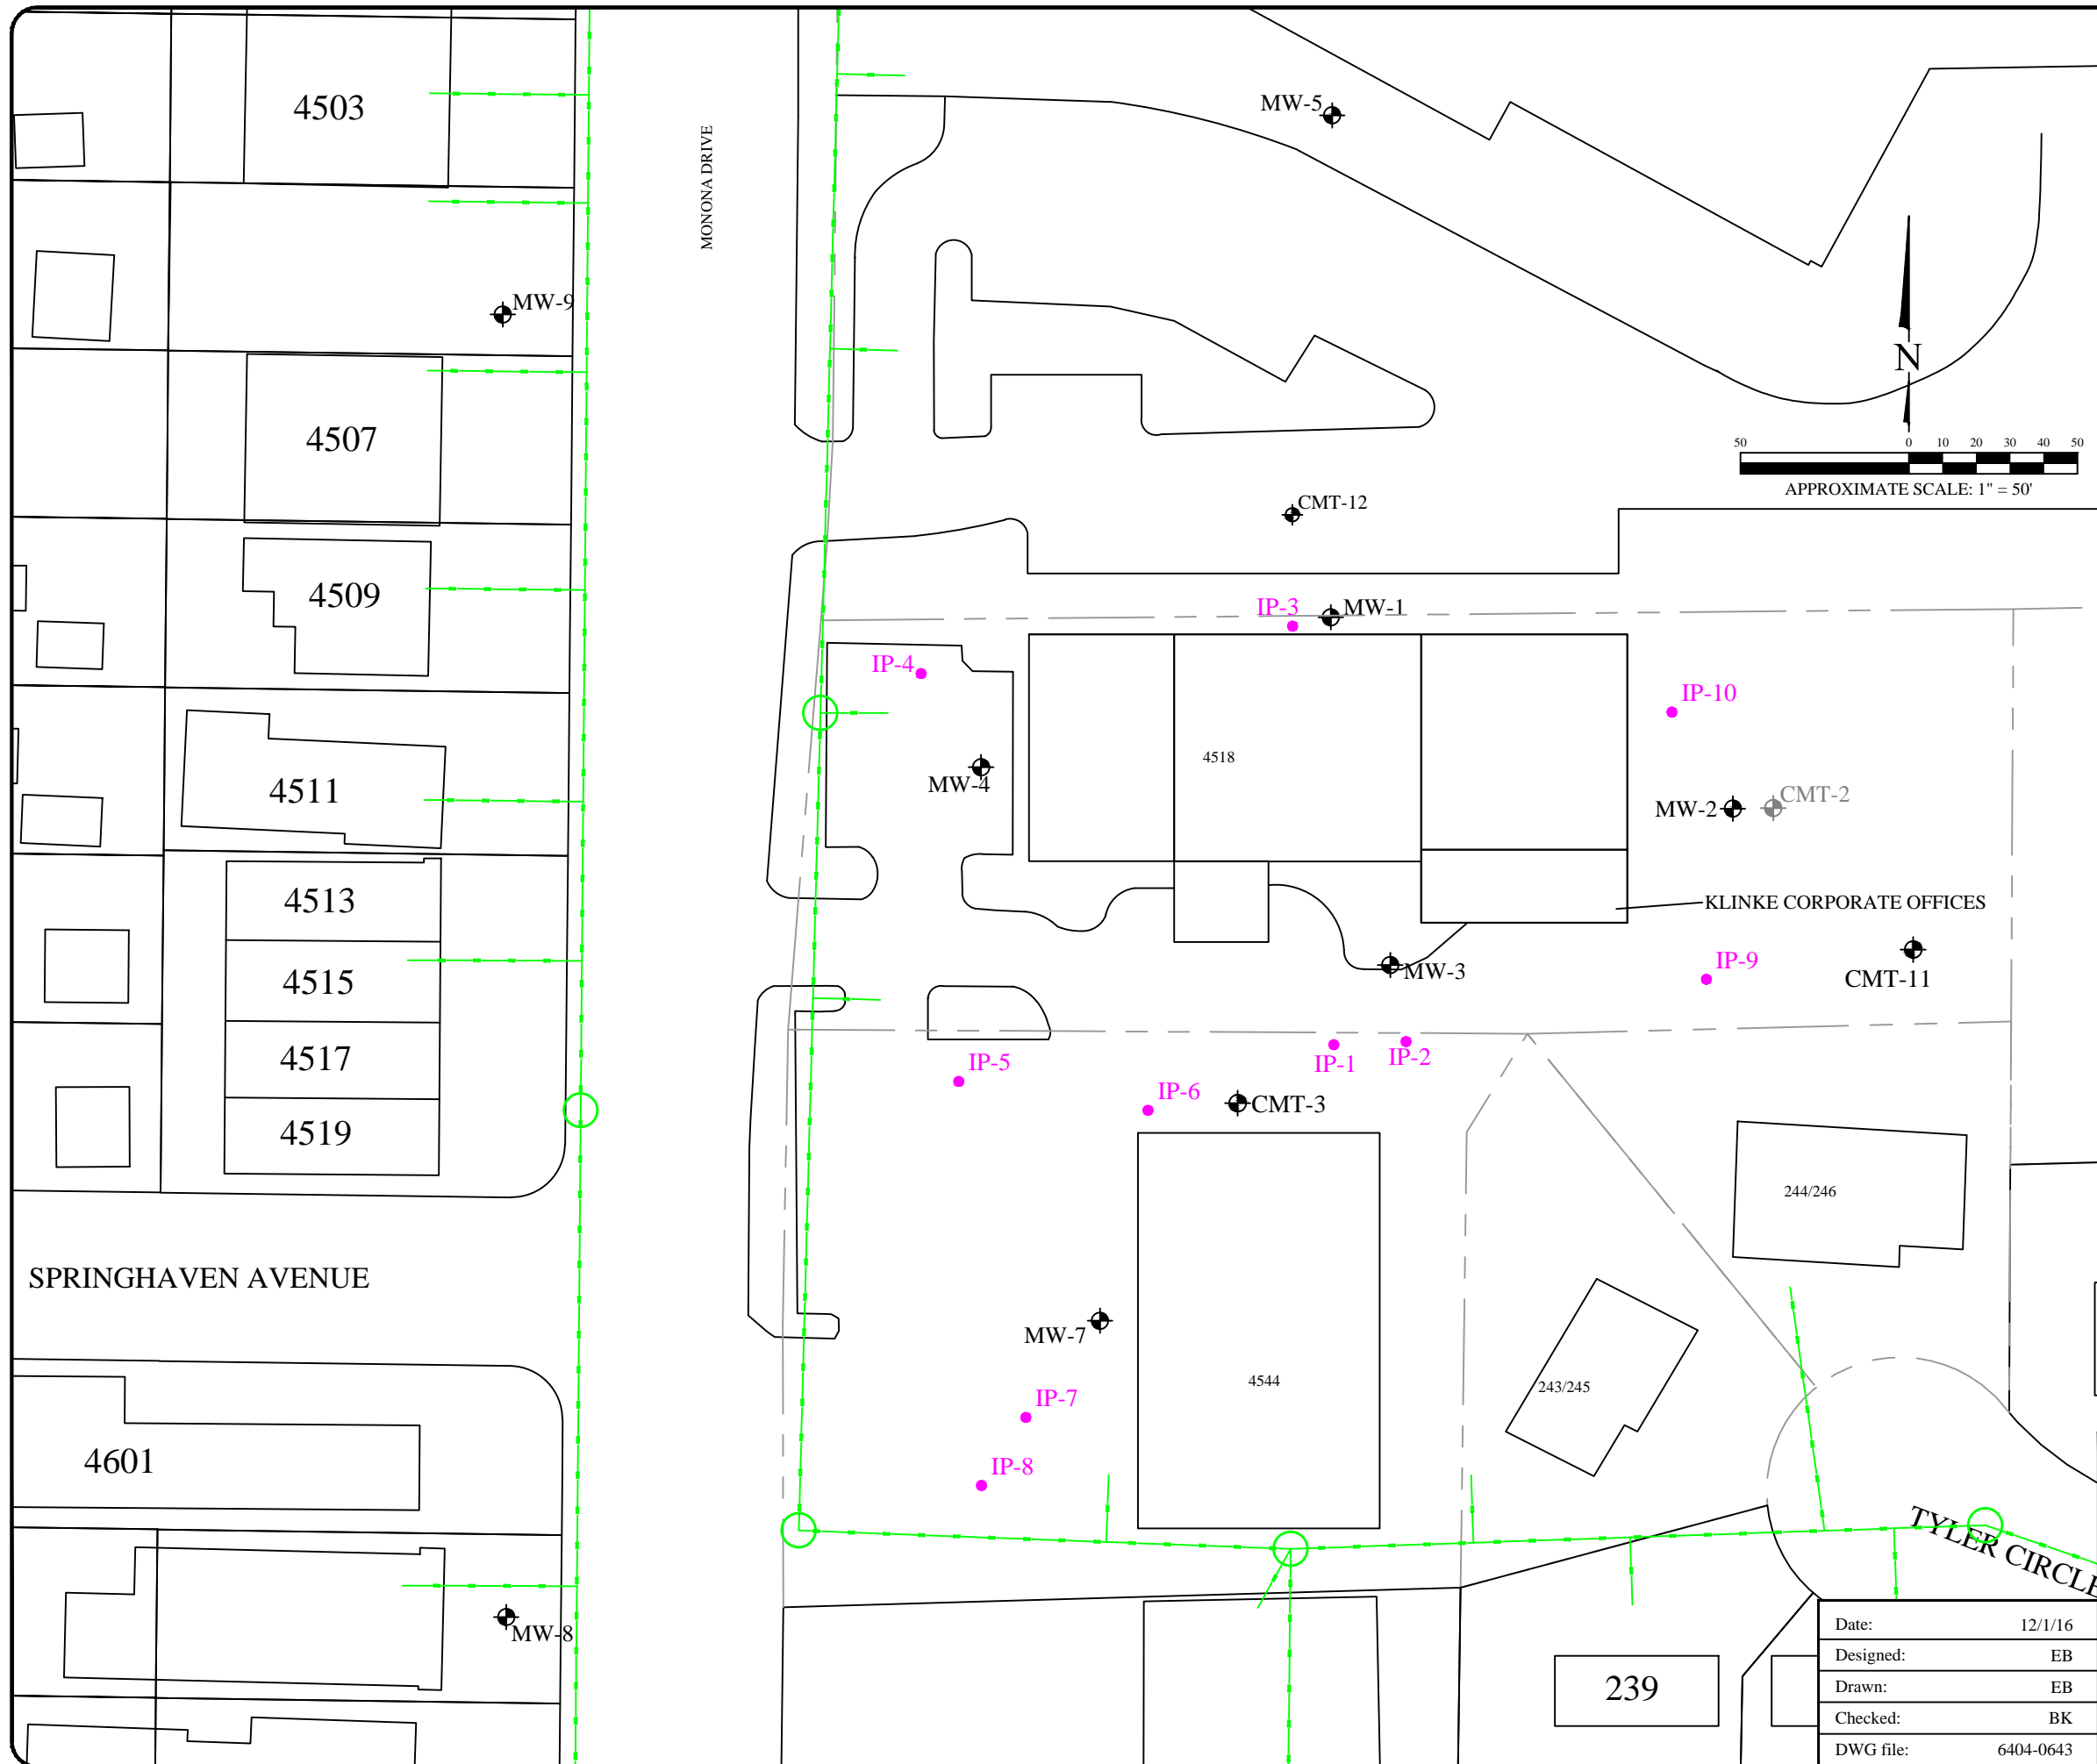 4503
MONONA DRIVE
MW-5
MW-9
N
4507
50 0 10 20 30 40 50
APPROXIMATE SCALE: 1" = 50'
CMT-12
4509
IP-3
MW-1
IP-4
IP-10
4518
4511
MW-4
MW-2
CMT-2
4513
KLINKE CORPORATE OFFICES
4515
MW-3
IP-9
CMT-11
4517
IP-5
IP-1
IP-2
IP-6
CMT-3
4519
244/246
SPRINGHAVEN AVENUE
MW-7
4544
243/245
IP-7
4601
IP-8
TYLER CIRCLE
MW-8
239
Date: 12/1/16
Designed: EB
Drawn: EB
Checked: BK
DWG file: 6404-0643